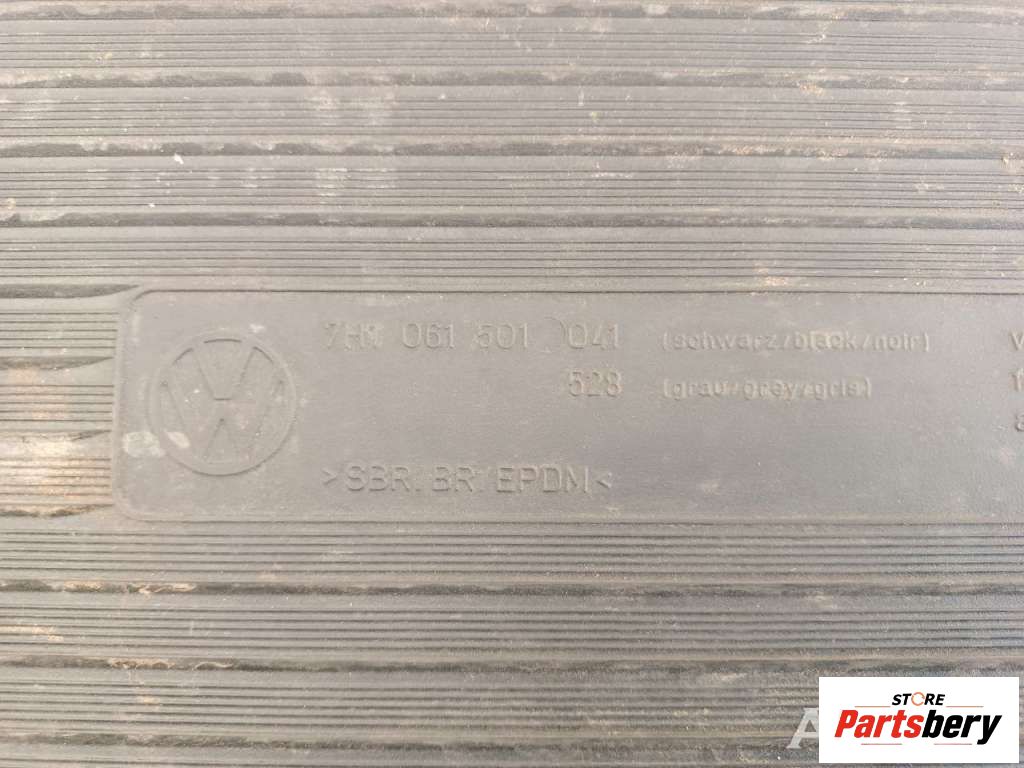 7H1 061 501 041 (schwarz/black/noir)
528 (grau/grey/gris)
>SBR.BR.EPDM<
STORE
Partsbery